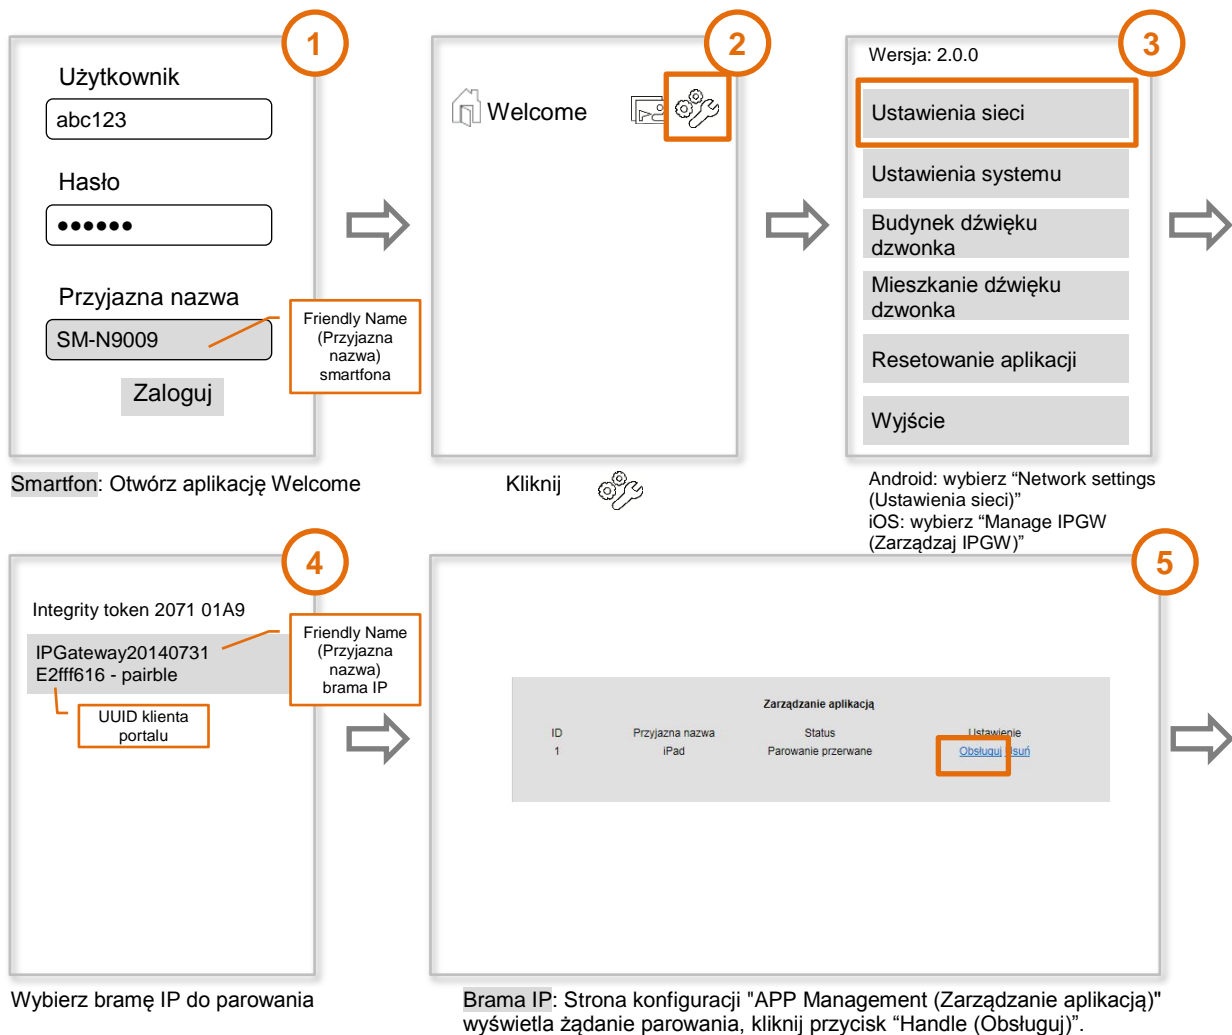 1
Użytkownik
abc123
Hasło
●●●●●●
Przyjazna nazwa
SM-N9009
Zaloguj
Friendly Name
(Przyjazna
nazwa)
smartfona
Smartfon: Otwórz aplikację Welcome
2
Welcome
Kliknij
3
Wersja: 2.0.0
Ustawienia sieci
Ustawienia systemu
Budynek dźwięku
dzwonka
Mieszkanie dźwięku
dzwonka
Resetowanie aplikacji
Wyjście
Android: wybierz “Network settings
(Ustawienia sieci)”
iOS: wybierz “Manage IPGW
(Zarządzaj IPGW)”
4
Integrity token 2071 01A9
IPGateway20140731
E2fff616 - pairble
Friendly Name
(Przyjazna
nazwa)
brama IP
UUID klienta
portalu
Wybierz bramę IP do parowania
5
Zarządzanie aplikacją
ID Przyjazna nazwa Status Ustawienie
1 iPad Parowanie przerwane Obsługuj Usuń
Brama IP: Strona konfiguracji "APP Management (Zarządzanie aplikacją)"
wyświetla żądanie parowania, kliknij przycisk “Handle (Obsługuj)”.